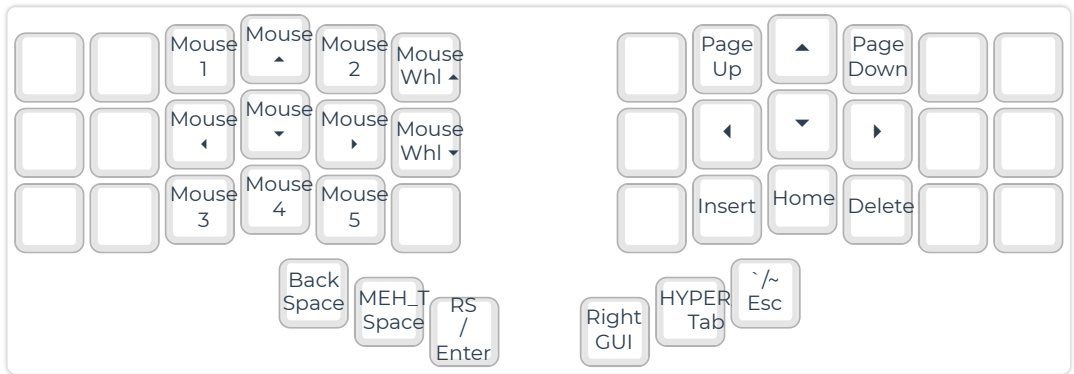 Mouse
1
Mouse
▲
Mouse
2
Mouse
Whl ▲
Page
Up
▲
Page
Down
Mouse
◀
Mouse
▼
Mouse
▶
Mouse
Whl ▼
◀
▼
▶
Mouse
3
Mouse
4
Mouse
5
Insert
Home
Delete
Back
Space
MEH_T
Space
RS
/
Enter
Right
GUI
HYPER
Tab
`/~
Esc